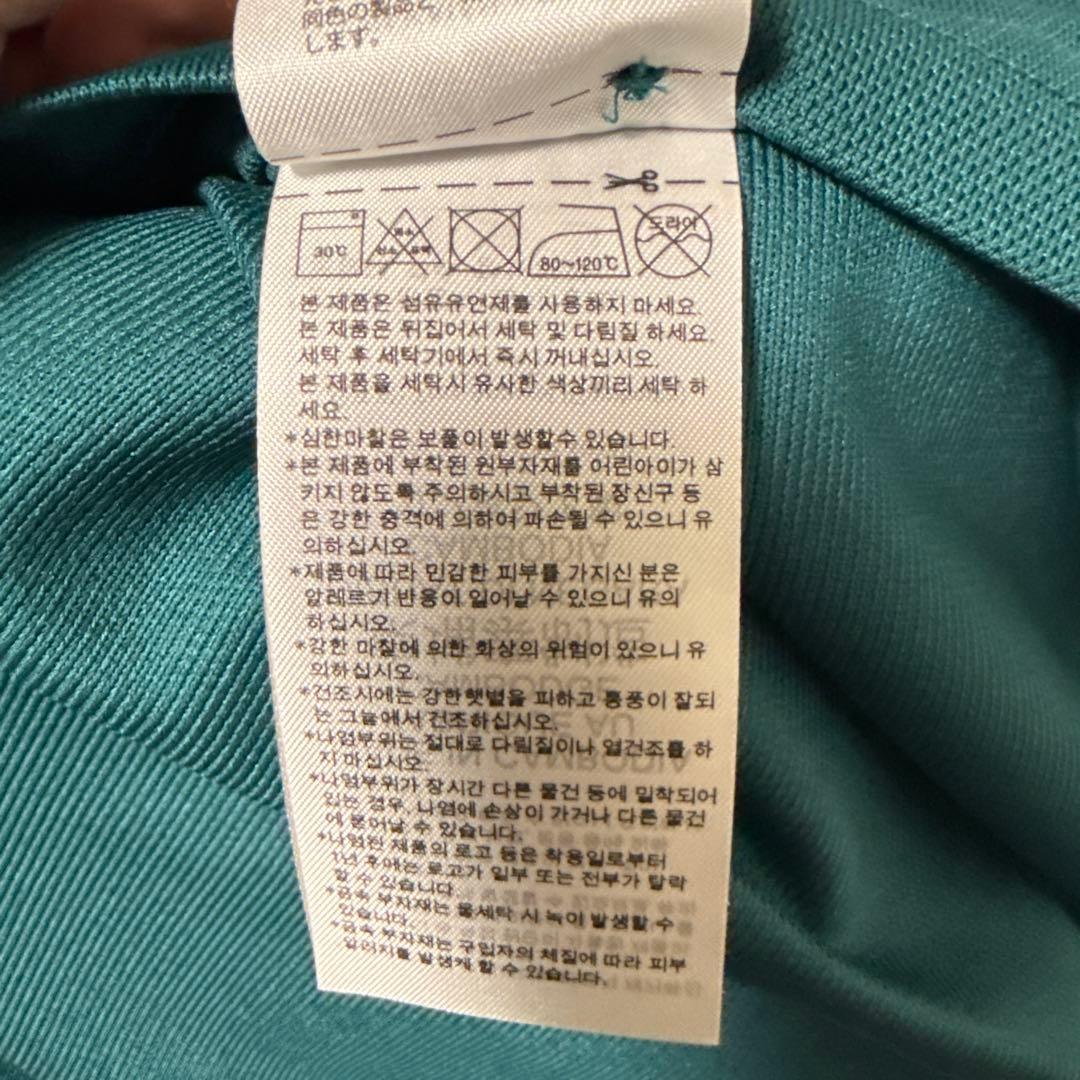 同色の製品と
します。
30℃
염소
산소 표백
80~120℃
드라이
본 제품은 섬유유연제를 사용하지 마세요.
본 제품은 뒤집어서 세탁 및 다림질 하세요
세탁 후 세탁기에서 즉시 꺼내십시오.
본 제품을 세탁시 유사한 색상끼리 세탁 하
세요.
*심한마찰은 보풀이 발생할수 있습니다.
*본 제품에 부착된 원부자재를 어린아이가 삼
키지 않도록 주의하시고 부착된 장신구 등
은 강한 충격에 의하여 파손될 수 있으니 유
의하십시오.
*제품에 따라 민감한 피부를 가지신 분은
알레르기 반응이 일어날 수 있으니 유의
하십시오.
*강한 마찰에 의한 화상의 위험이 있으니 유
의하십시오.
*건조시에는 강한햇볕을 피하고 통풍이 잘되
는 그늘에서 건조하십시오.
*나염부위는 절대로 다림질이나 열건조를 하
지 마십시오.
*나염부위가 장시간 다른 물건 등에 밀착되어
있는 경우, 나염에 손상이 가거나 다른 물건
에 묻어날 수 있습니다.
*나염된 제품의 로고 등은 착용일로부터
1년 후에는 로고가 일부 또는 전부가 탈락
할 수 있습니다.
*금속 부자재는 물세탁 시 녹이 발생할 수
있습니다.
*금속 부자재는 구입자의 체질에 따라 피부
알러지를 발생케 할 수 있습니다.